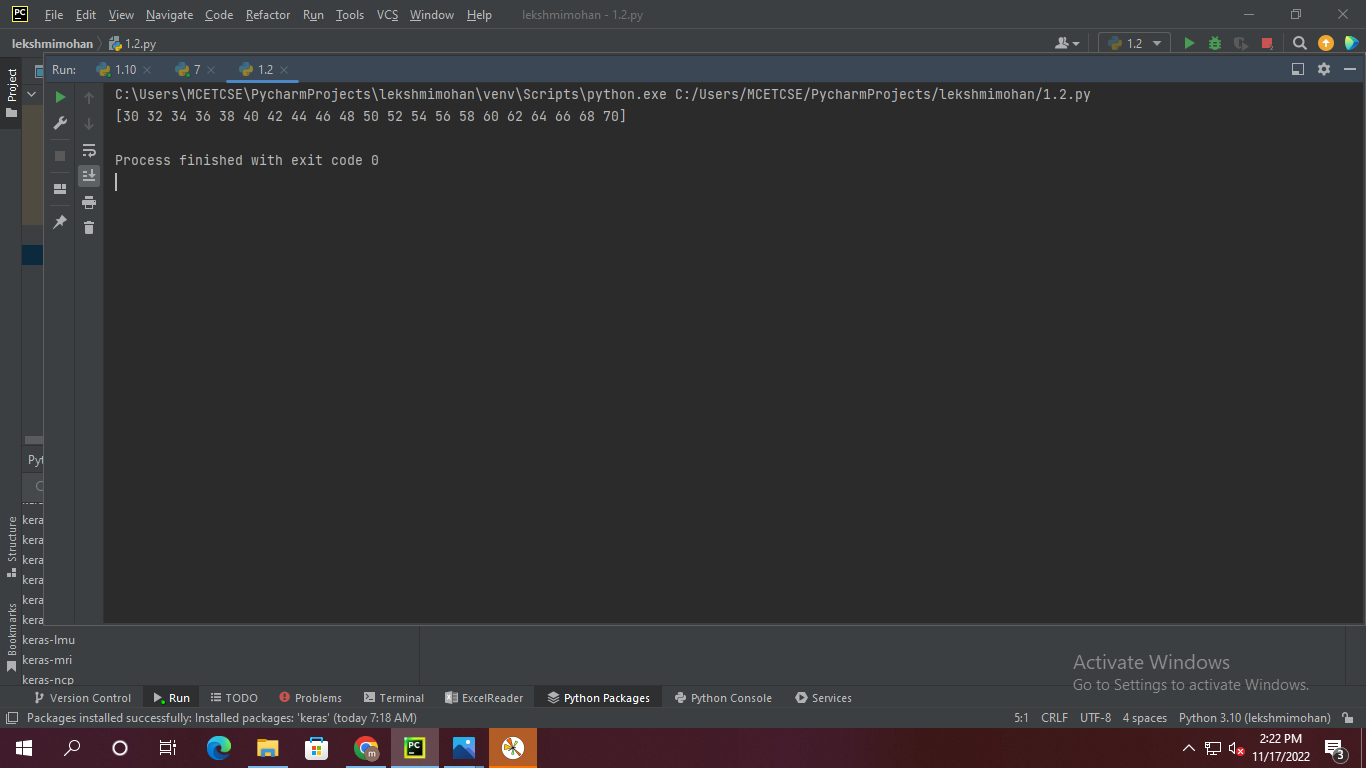 PC File Edit View Navigate Code Refactor Run Tools VCS Window Help lekshmimohan - 1.2.py
lekshmimohan 1.2.py 1.2
Project
Run: 1.10 7 1.2
C:\Users\MCETCSE\PycharmProjects\lekshmimohan\venv\Scripts\python.exe C:/Users/MCETCSE/PycharmProjects/lekshmimohan/1.2.py
[30 32 34 36 38 40 42 44 46 48 50 52 54 56 58 60 62 64 66 68 70]
Process finished with exit code 0
Pyt
kera
kera
kera
kera
kera
kera
keras-lmu
keras-mri
keras-ncp
Structure
Bookmarks
Activate Windows
Go to Settings to activate Windows.
Version Control Run TODO Problems Terminal ExcelReader Python Packages Python Console Services
Packages installed successfully: Installed packages: 'keras' (today 7:18 AM) 5:1 CRLF UTF-8 4 spaces Python 3.10 (lekshmimohan)
m PC 2:22 PM
11/17/2022 3